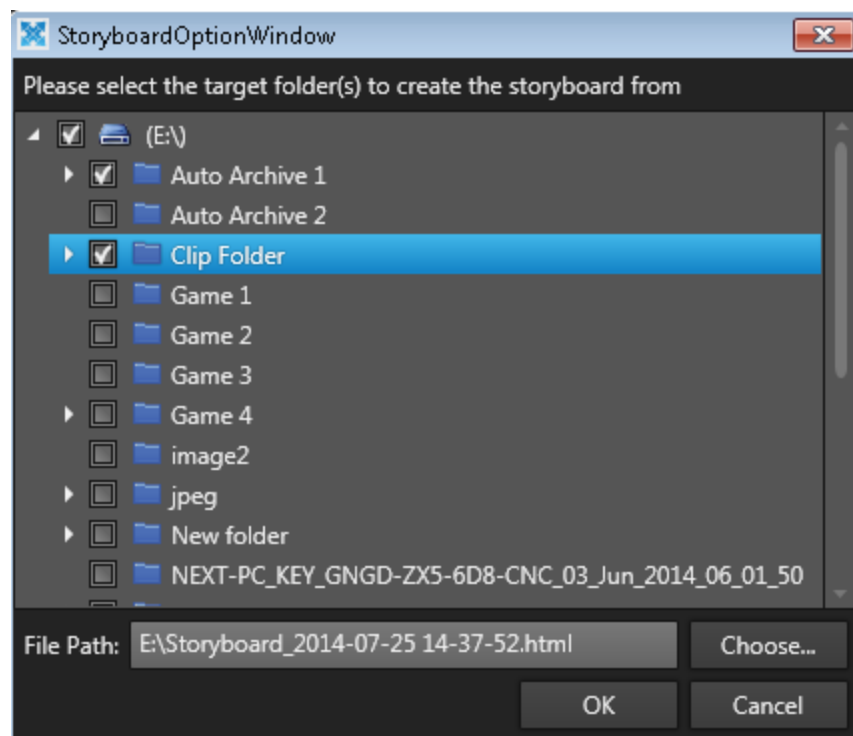 StoryboardOptionWindow
Please select the target folder(s) to create the storyboard from
(E:\)
Auto Archive 1
Auto Archive 2
Clip Folder
Game 1
Game 2
Game 3
Game 4
image2
jpeg
New folder
NEXT-PC_KEY_GNGD-ZX5-6D8-CNC_03_Jun_2014_06_01_50
File Path: E:\Storyboard_2014-07-25 14-37-52.html Choose...
OK Cancel